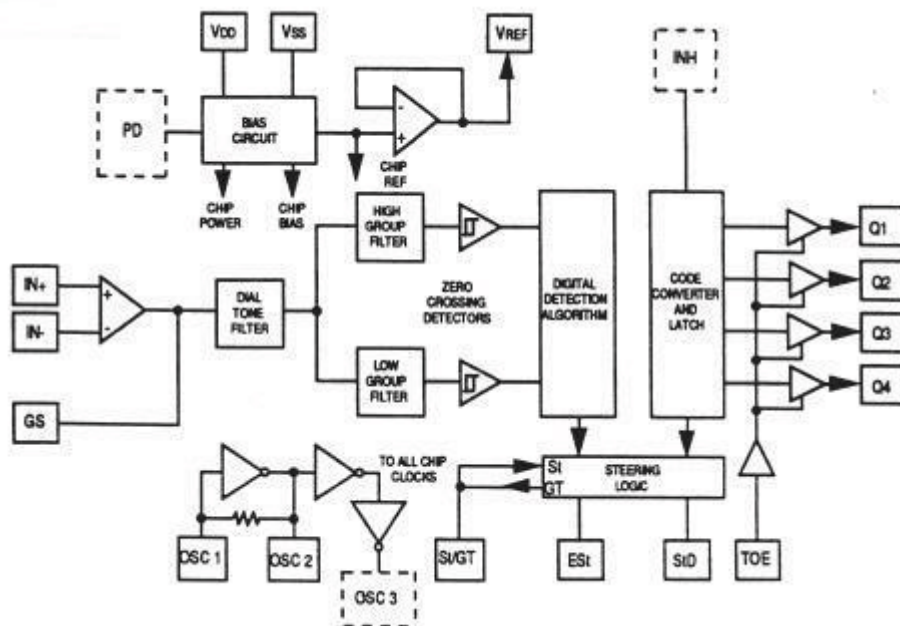 VDD
VSS
VREF
INH
PD
BIAS
CIRCUIT
-
+
CHIP
REF
CHIP
POWER
CHIP
BIAS
HIGH
GROUP
FILTER
IN+
IN-
+
-
DIAL
TONE
FILTER
ZERO
CROSSING
DETECTORS
DIGITAL
DETECTION
ALGORITHM
CODE
CONVERTER
AND
LATCH
Q1
Q2
Q3
Q4
LOW
GROUP
FILTER
GS
TO ALL CHIP
CLOCKS
St
GT
STEERING
LOGIC
OSC 1
OSC 2
OSC 3
St/GT
ESt
StD
TOE